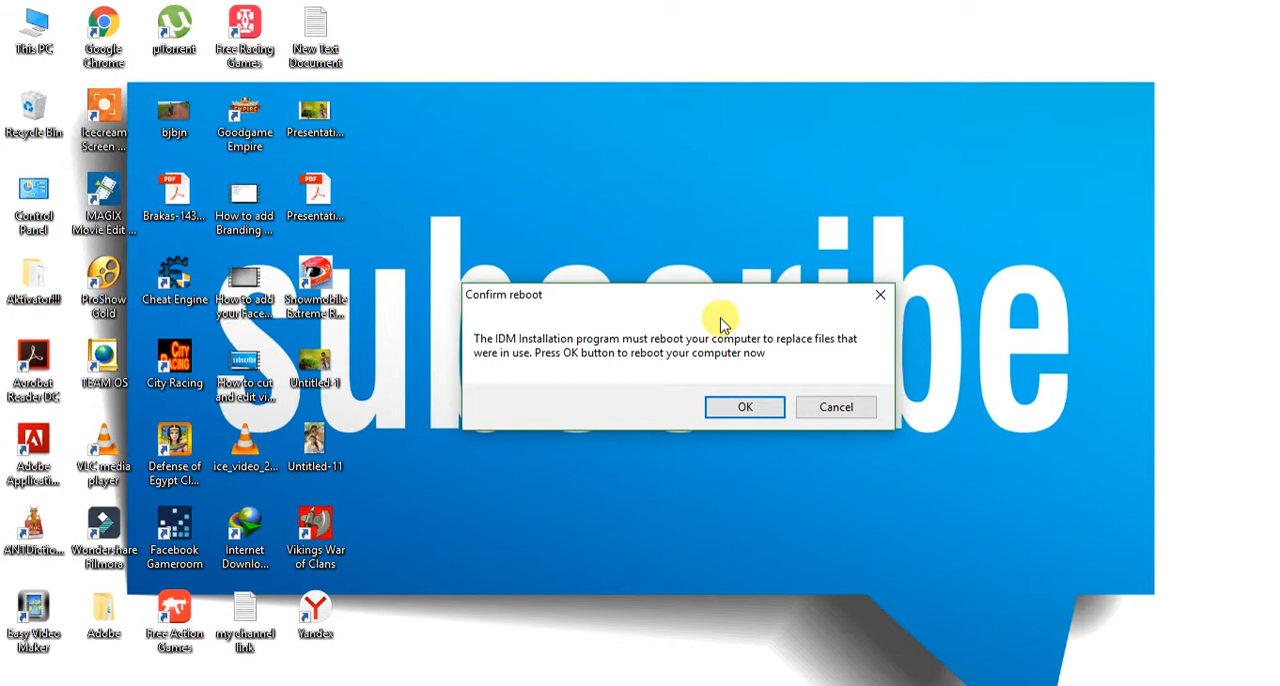 This PC
Google
Chrome
µTorrent
Free Racing
Games
New Text
Document
Recycle Bin
Icecream
Screen ...
bjbjn
Goodgame
Empire
Presentati...
Control
Panel
MAGIX
Movie Edit ...
PDF
Brakas-143...
How to add
Branding ...
PDF
Presentati...
Aktivator!!!
ProShow
Gold
Cheat Engine
How to add
your Face...
Snowmobile
Extreme R...
subscribe
Confirm reboot
The IDM Installation program must reboot your computer to replace files that
were in use. Press OK button to reboot your computer now
OK
Cancel
Acrobat
Reader DC
TEAM OS
CITY
RACING
City Racing
subscribe
How to cut
and edit vi...
Untitled-1
Adobe
Applicati...
VLC media
player
Defense of
Egypt Cl...
ice_video_2...
Untitled-11
ANTDictio...
Wondershare
Filmora
Facebook
Gameroom
Internet
Downlo...
Vikings War
of Clans
Easy Video
Maker
Adobe
Free Action
Games
my channel
link
Yandex